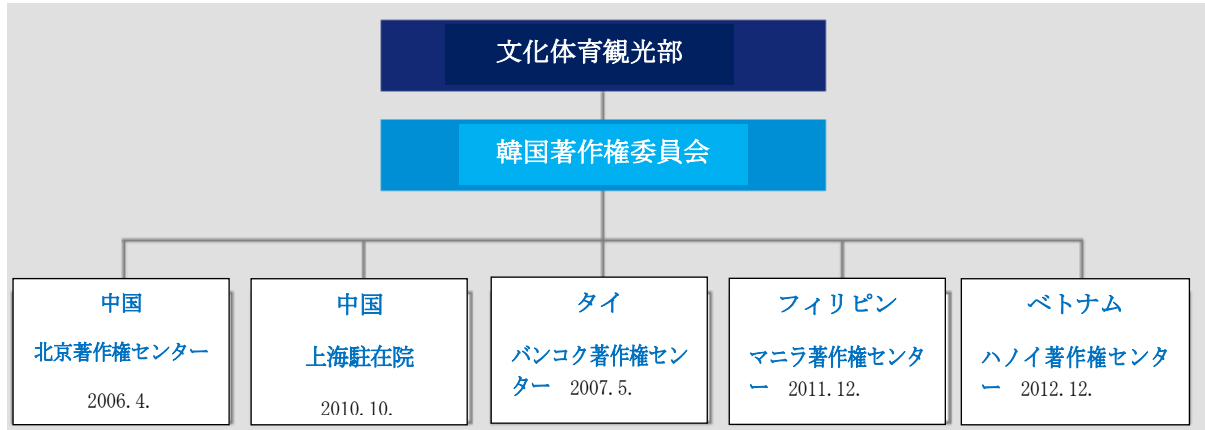 文化体育観光部
韓国著作権委員会
中国
北京著作権センター
2006.4.
中国
上海駐在院
2010.10.
タイ
バンコク著作権セン
ター 2007.5.
フィリピン
マニラ著作権センタ
ー 2011.12.
ベトナム
ハノイ著作権センタ
ー 2012.12.